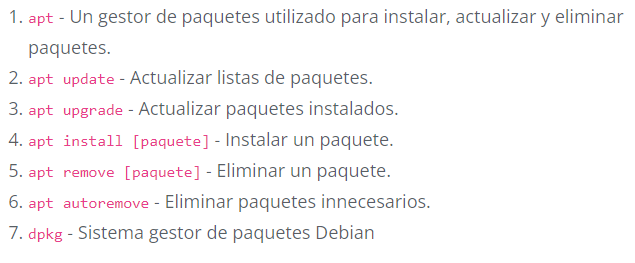 1. apt - Un gestor de paquetes utilizado para instalar, actualizar y eliminar
paquetes.
2. apt update - Actualizar listas de paquetes.
3. apt upgrade - Actualizar paquetes instalados.
4. apt install [paquete] - Instalar un paquete.
5. apt remove [paquete] - Eliminar un paquete.
6. apt autoremove - Eliminar paquetes innecesarios.
7. dpkg - Sistema gestor de paquetes Debian